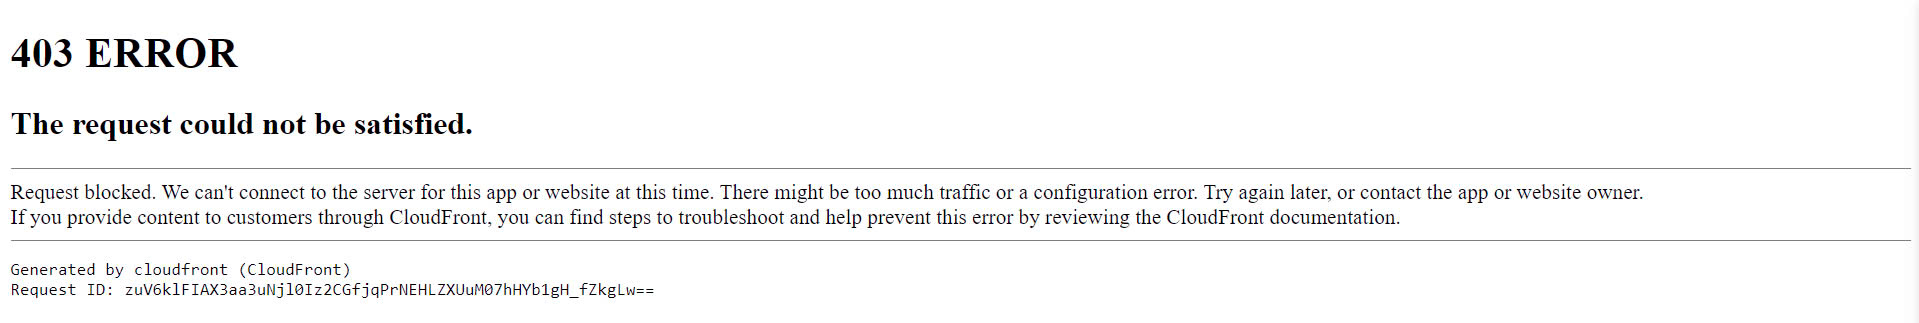 403 ERROR
The request could not be satisfied.
Request blocked. We can't connect to the server for this app or website at this time. There might be too much traffic or a configuration error. Try again later, or contact the app or website owner.
If you provide content to customers through CloudFront, you can find steps to troubleshoot and help prevent this error by reviewing the CloudFront documentation.
Generated by cloudfront (CloudFront)
Request ID: zuV6klFIAX3aa3uNjl0Iz2CGfjqPrNEHLZXUuM07hHYb1gH_fZkgLw==